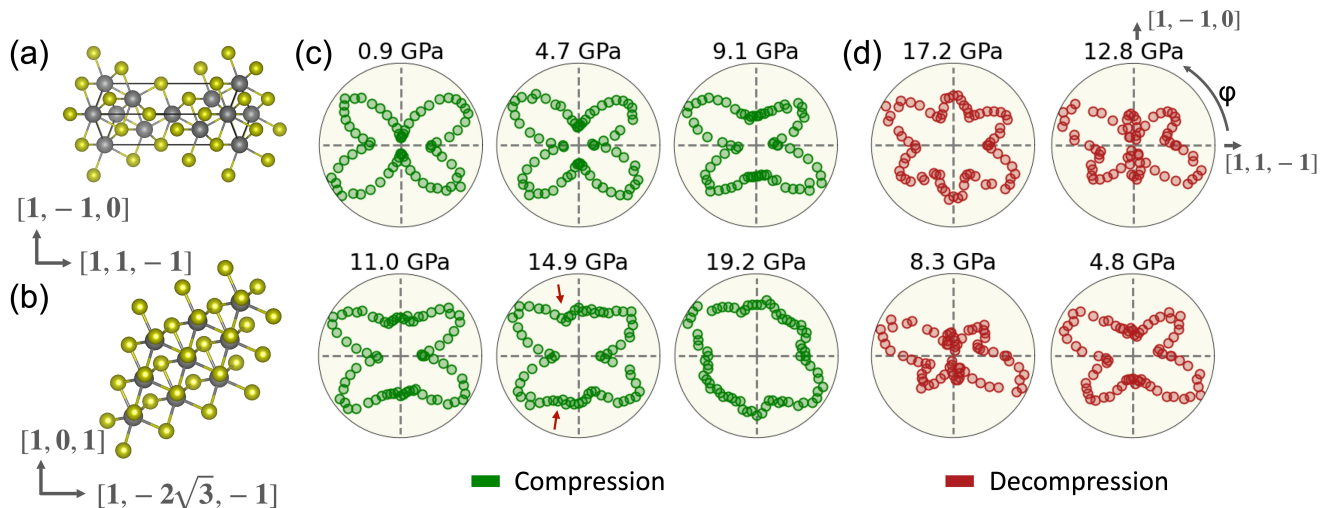 (a)
[1, −1, 0]
[1, 1, −1]
(b)
[1, 0, 1]
[1, −2√3, −1]
(c)
0.9 GPa
4.7 GPa
9.1 GPa
11.0 GPa
14.9 GPa
19.2 GPa
Compression
(d)
17.2 GPa
12.8 GPa
[1, −1, 0]
φ
[1, 1, −1]
8.3 GPa
4.8 GPa
Decompression